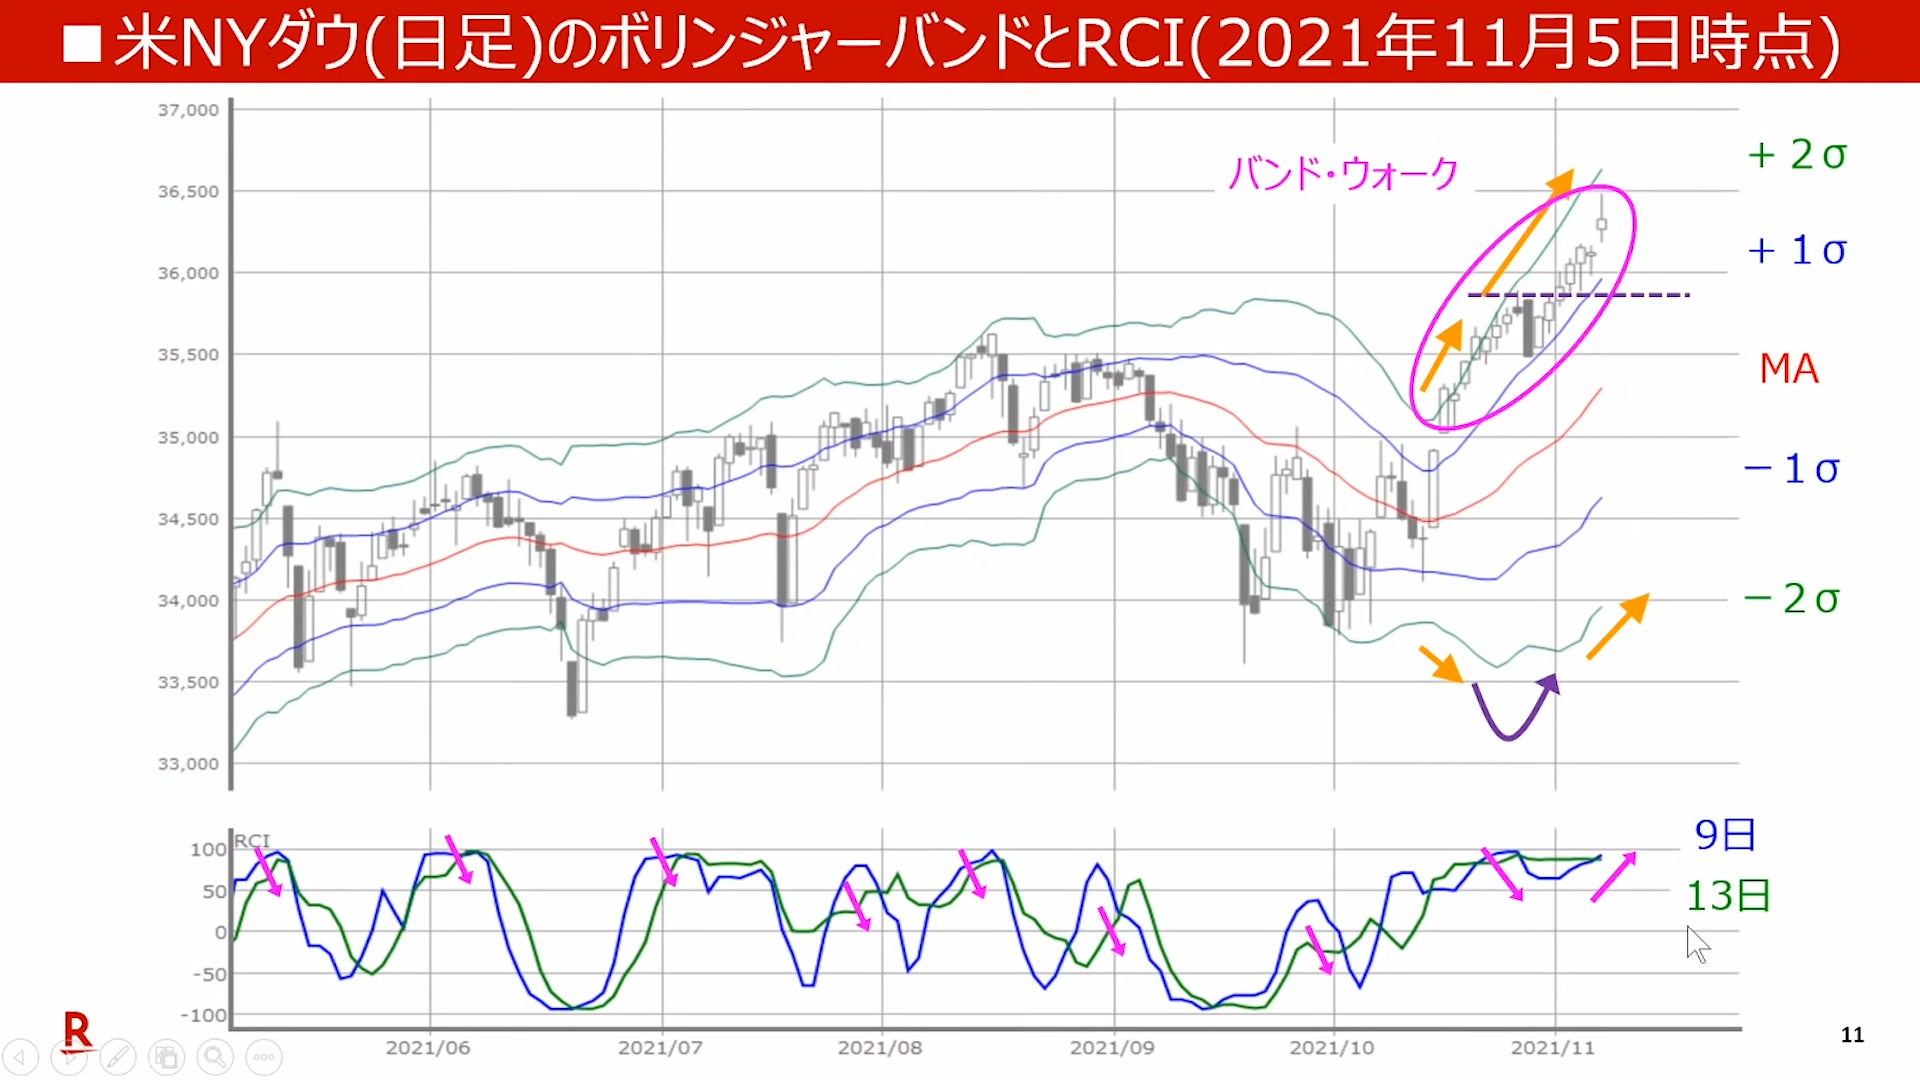 ■米NYダウ(日足)のボリンジャーバンドとRCI(2021年11月5日時点)
37,000
36,500
36,000
35,500
35,000
34,500
34,000
33,500
33,000
バンド・ウォーク
＋２σ
＋１σ
MA
－１σ
－２σ
RCI
100
50
0
-50
-100
9日
13日
2021/06
2021/07
2021/08
2021/09
2021/10
2021/11
R
11